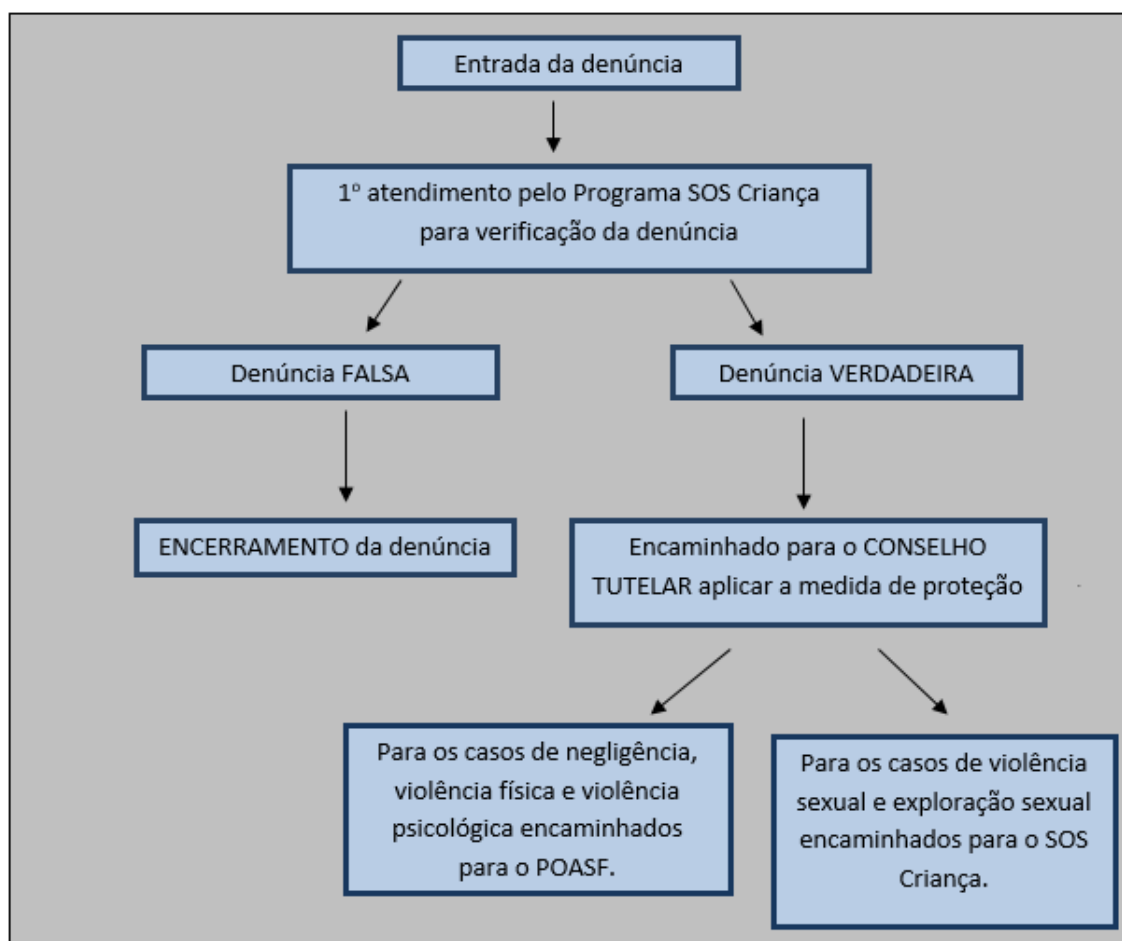 Entrada da denúncia
1º atendimento pelo Programa SOS Criança
para verificação da denúncia
Denúncia FALSA
Denúncia VERDADEIRA
ENCERRAMENTO da denúncia
Encaminhado para o CONSELHO
TUTELAR aplicar a medida de proteção
Para os casos de negligência,
violência física e violência
psicológica encaminhados
para o POASF.
Para os casos de violência
sexual e exploração sexual
encaminhados para o SOS
Criança.